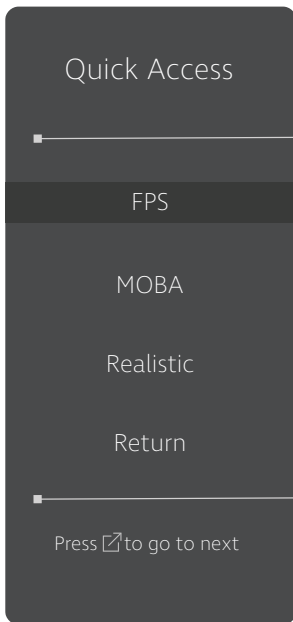 Quick Access
FPS
MOBA
Realistic
Return
Press to go to next